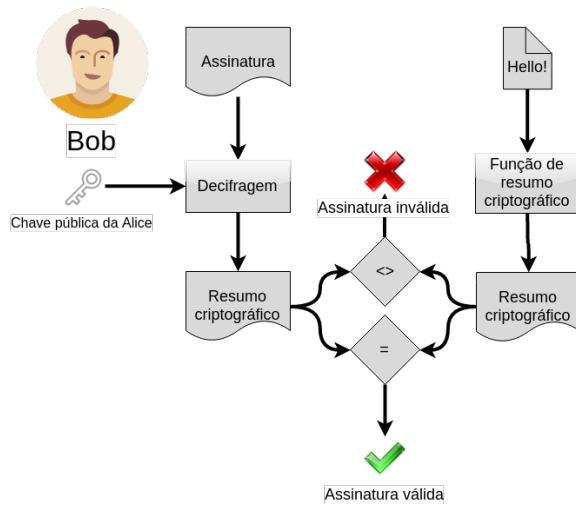 Assinatura
Hello!
Bob
Chave pública da Alice
Decifragem
Assinatura inválida
Função de
resumo
criptográfico
<>
Resumo
criptográfico
Resumo
criptográfico
=
Assinatura válida